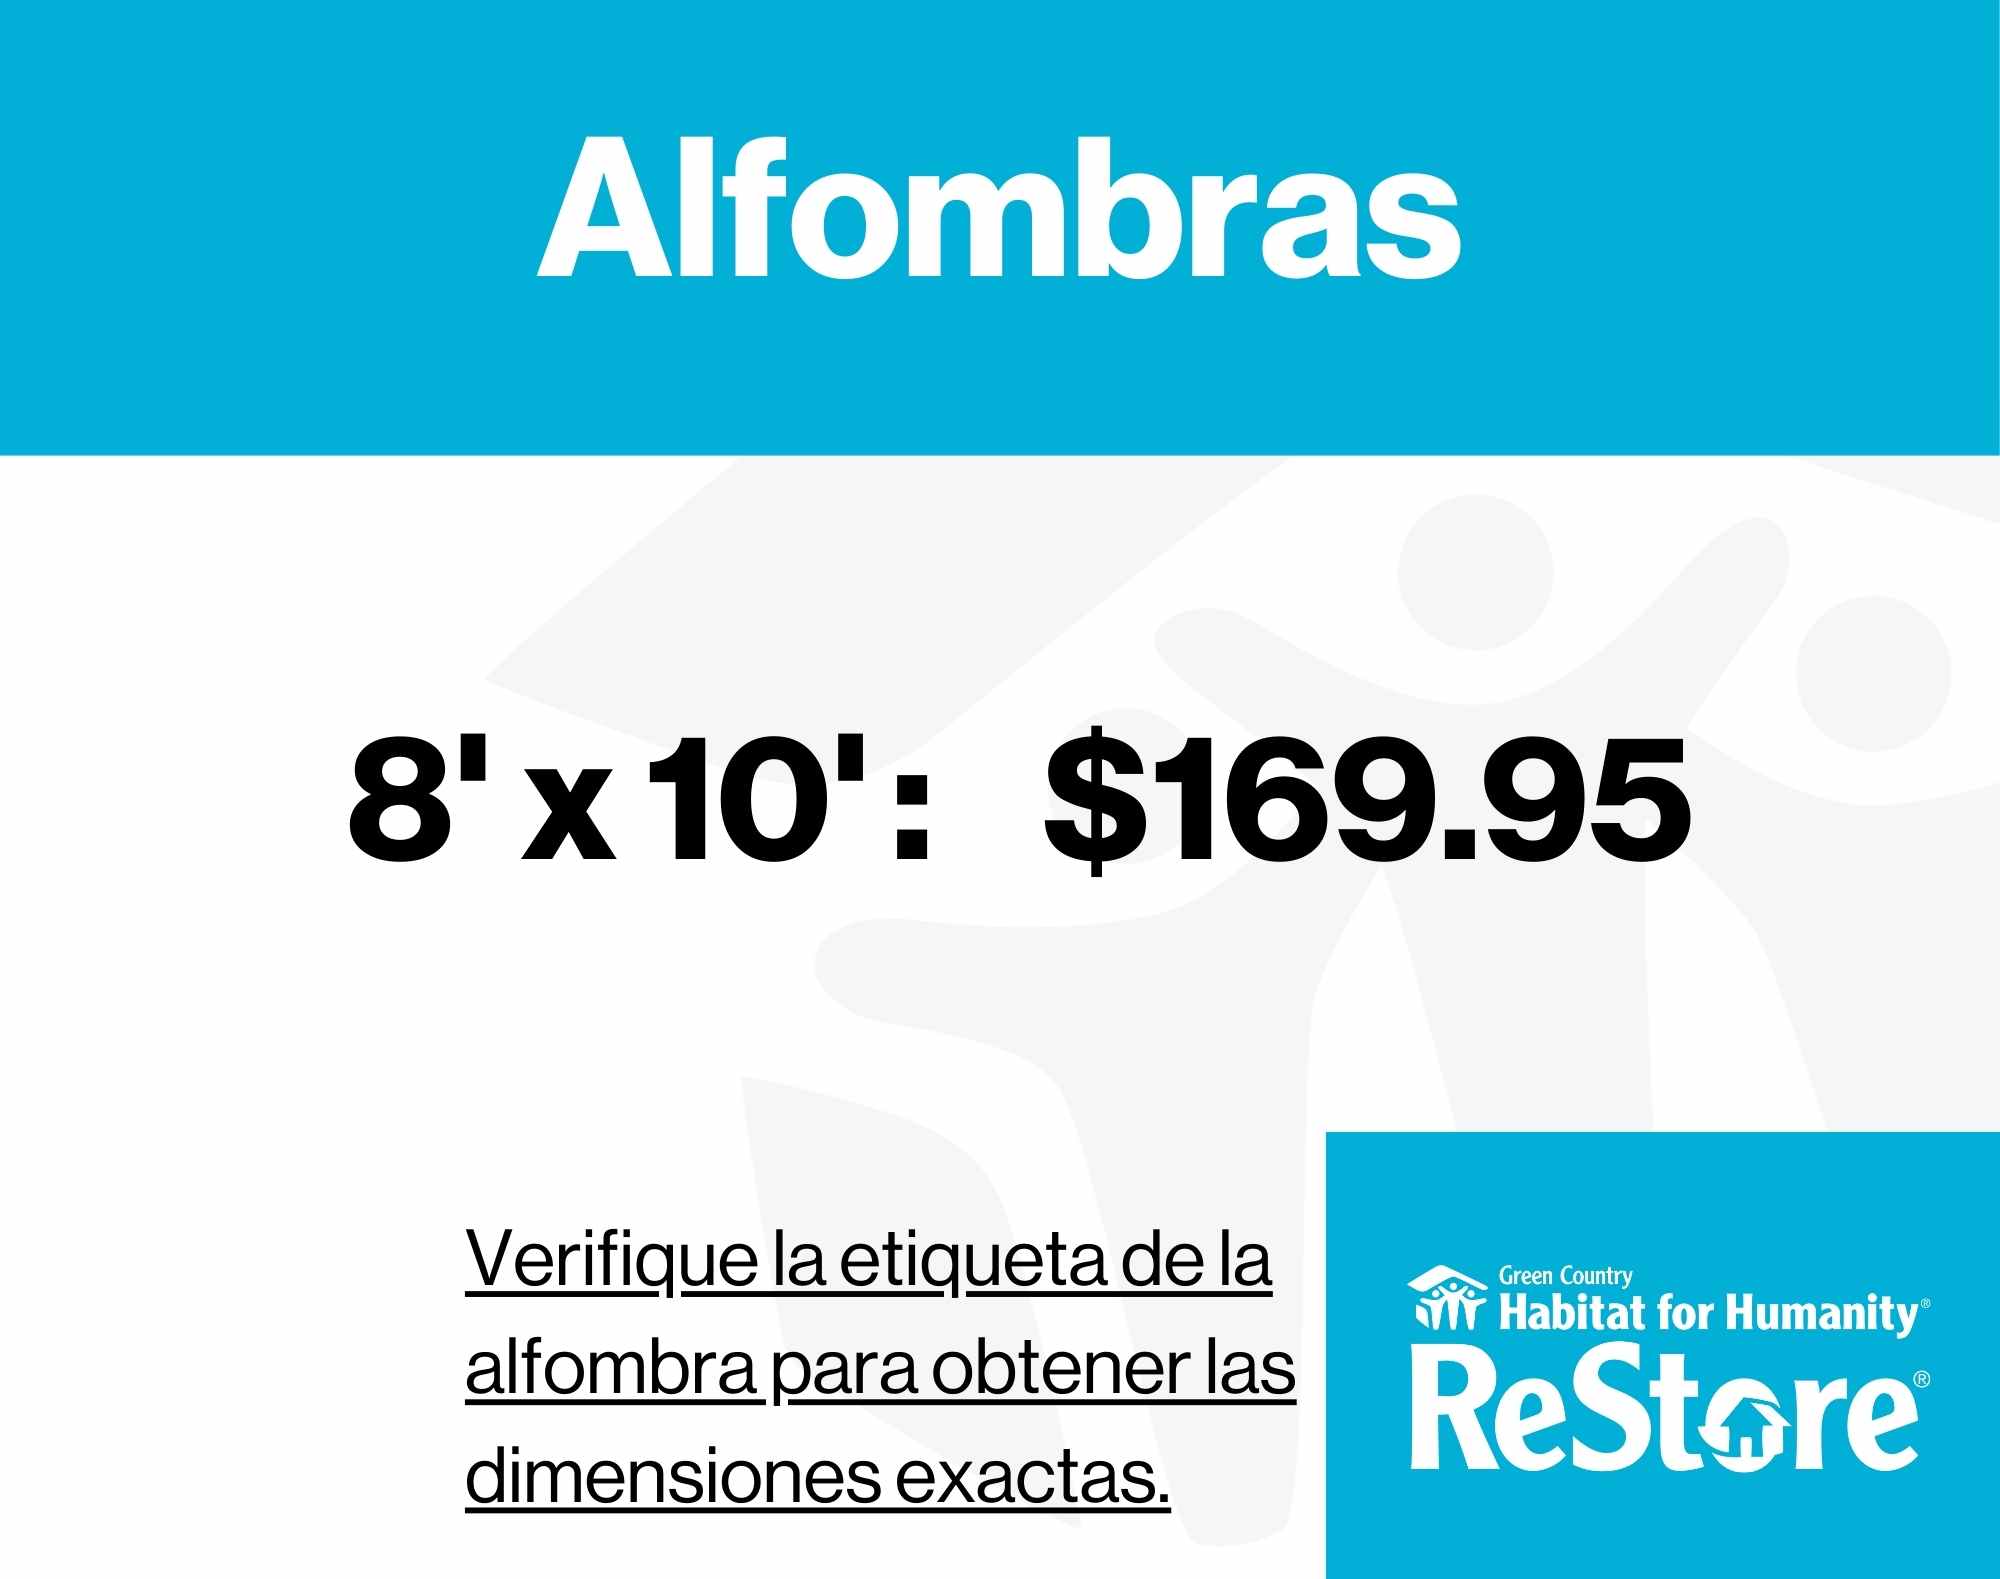 Alfombras
8' x 10' : $169.95
Verifique la etiqueta de la
alfombra para obtener las
dimensiones exactas.
Green Country
Habitat for Humanity®
ReStore®